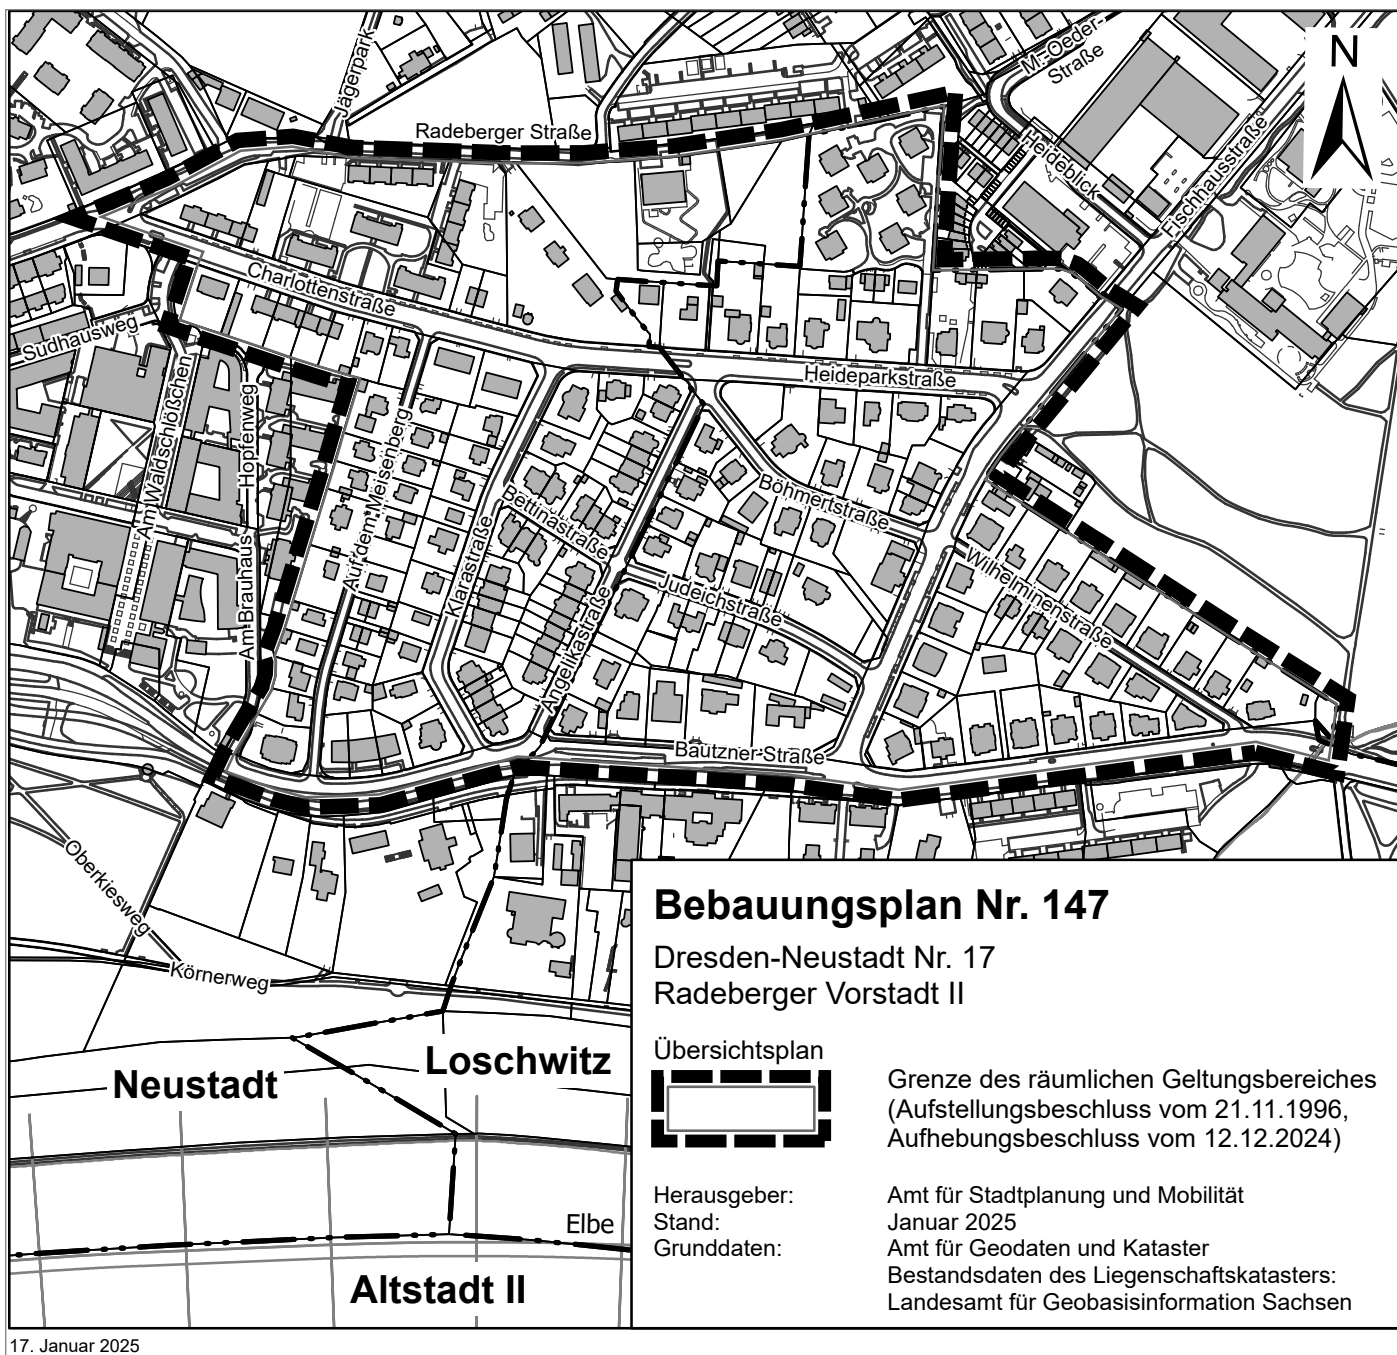 Jägerpark-
M.-Oeder-
Straße
N
Radeberger Straße
Heideblick
Fischhausstraße
Charlottenstraße
Sudhausweg
Am Waldschlößchen
Hopfenweg
Am Brauhaus
Auf dem Meisenberg
Heideparkstraße
Klarastraße
Bettinastraße
Böhmertstraße
Judeichstraße
Wilhelminenstraße
Angelikastraße
Bautzner Straße
Oberkiesweg
Körnerweg
Neustadt
Loschwitz
Elbe
Altstadt II
Bebauungsplan Nr. 147
Dresden-Neustadt Nr. 17
Radeberger Vorstadt II
Übersichtsplan
Grenze des räumlichen Geltungsbereiches
(Aufstellungsbeschluss vom 21.11.1996,
Aufhebungsbeschluss vom 12.12.2024)
Herausgeber: Amt für Stadtplanung und Mobilität
Stand: Januar 2025
Grunddaten: Amt für Geodaten und Kataster
Bestandsdaten des Liegenschaftskatasters:
Landesamt für Geobasisinformation Sachsen
17. Januar 2025